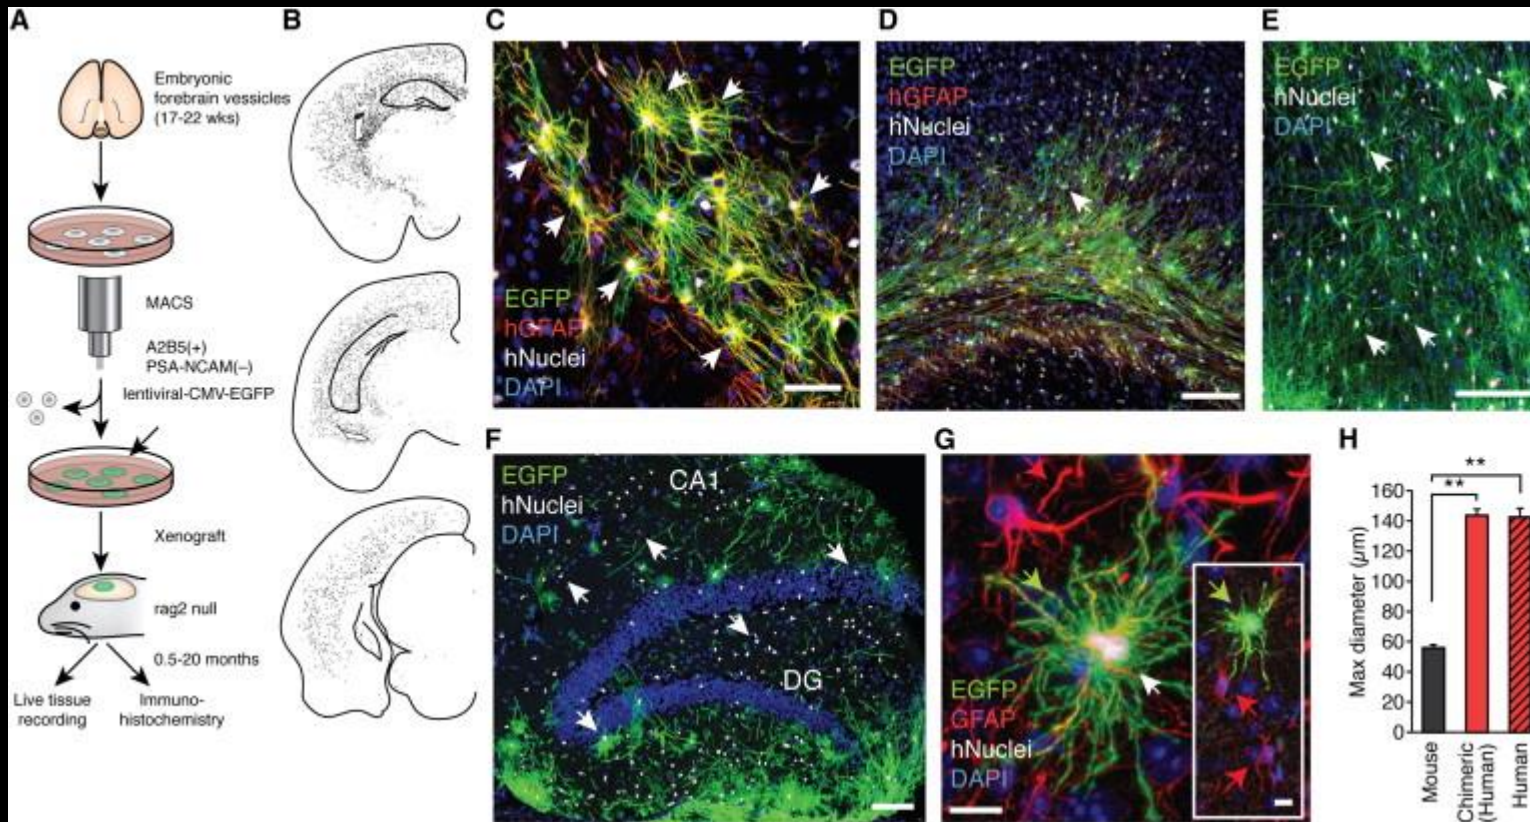 A
Embryonic
forebrain vessicles
(17-22 wks)
MACS
A2B5(+)
PSA-NCAM(–)
lentiviral-CMV-EGFP
Xenograft
rag2 null
0.5-20 months
Live tissue
recording
Immuno-
histochemistry
B
C
EGFP
hGFAP
hNuclei
DAPI
D
EGFP
hGFAP
hNuclei
DAPI
E
EGFP
hNuclei
DAPI
F
EGFP
hNuclei
DAPI
CA1
DG
G
EGFP
GFAP
hNuclei
DAPI
H
**
**
Max diameter (µm)
160
140
120
100
80
60
40
20
0
Mouse
Chimeric
(Human)
Human